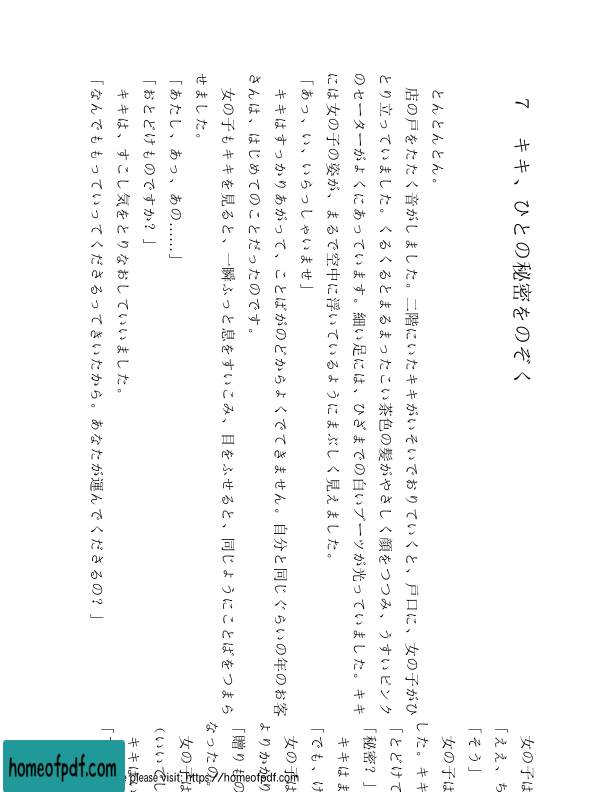 7　キキ、ひとの秘密をのぞく
とんとんとん。
店の戸をたたく音がしました。二階にいたキキがいそいでおりていくと、戸口に、女の子がひ
とり立っていました。くるくるとまるまったこい茶色の髪がやさしく顔をつつみ、うすいピンク
のセーターがよくにあっています。細い足には、ひざまでの白いブーツが光っていました。キキ
には女の子の姿が、まるで空中に浮いているようにまぶしく見えました。
「あっ、い、いらっしゃいませ」
キキはすっかりあがって、ことばがのどからよくでてきません。自分と同じぐらいの年のお客
さんは、はじめてのことだったのです。
女の子もキキを見ると、一瞬ふっと息をすいこみ、目をふせると、同じようにことばをつまら
せました。
「あたし、あっ、あの……」
「おとどけものですか？」
キキは、すこし気をとりなおしていいました。
「なんでももっていってくださるってきいたから。あなたが運んでくださるの？」
女の子は
「ええ、ち
「そう」
女の子は
した。キキ
「とどけて
「秘密？」
キキはま
「でも、け
女の子は
よりかかり
「贈りもの
なったの。
女の子は
（いいでし
キキは、
「
homeofpdf.com
please visit: https://homeofpdf.com